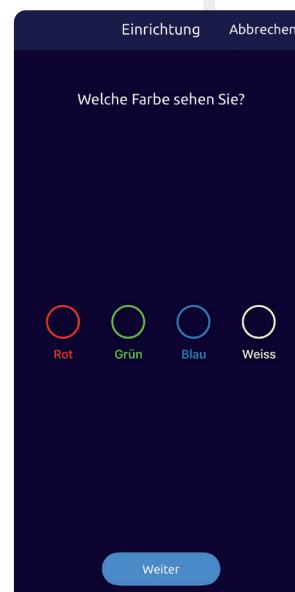 Einrichtung Abbrechen
Welche Farbe sehen Sie?
Rot Grün Blau Weiss
Weiter